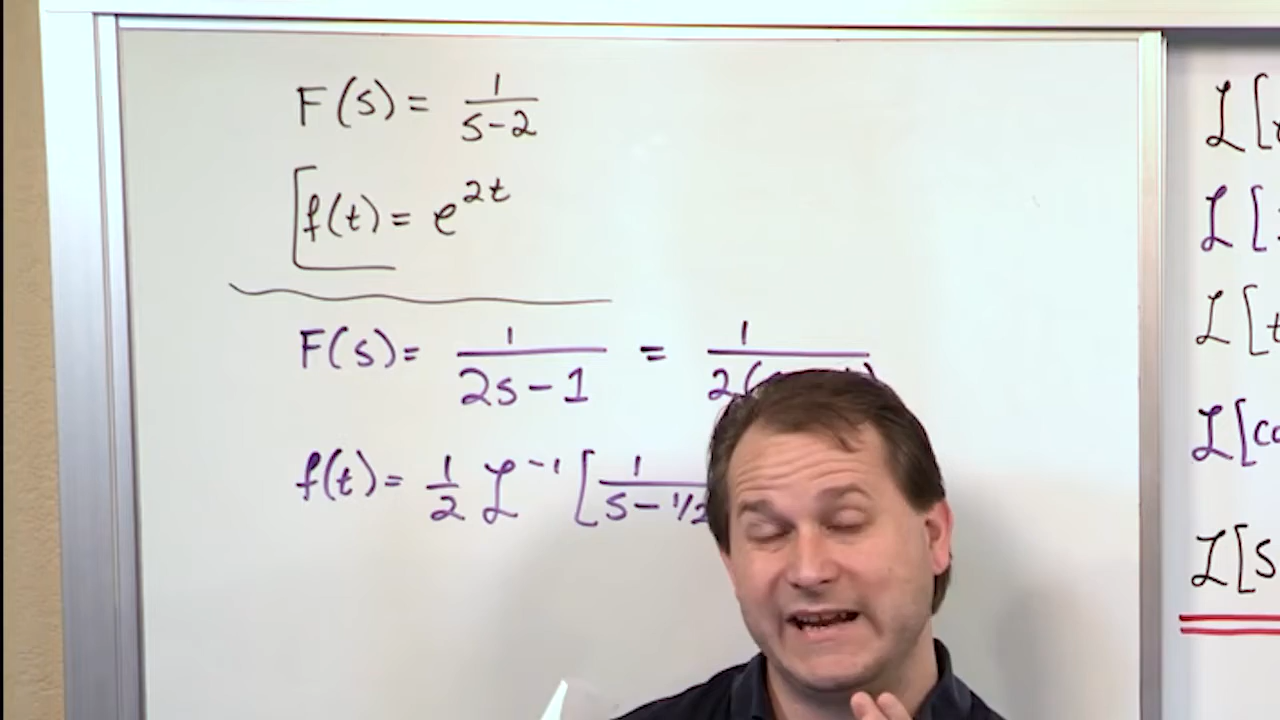 F(s) = 1/(s-2)
f(t) = e^2t
F(s) = 1/(2s-1) = 1/2(
f(t) = 1/2 ℒ^-1 [1/(s-1/2
ℒ[
ℒ[
ℒ[t
ℒ[co
ℒ[s